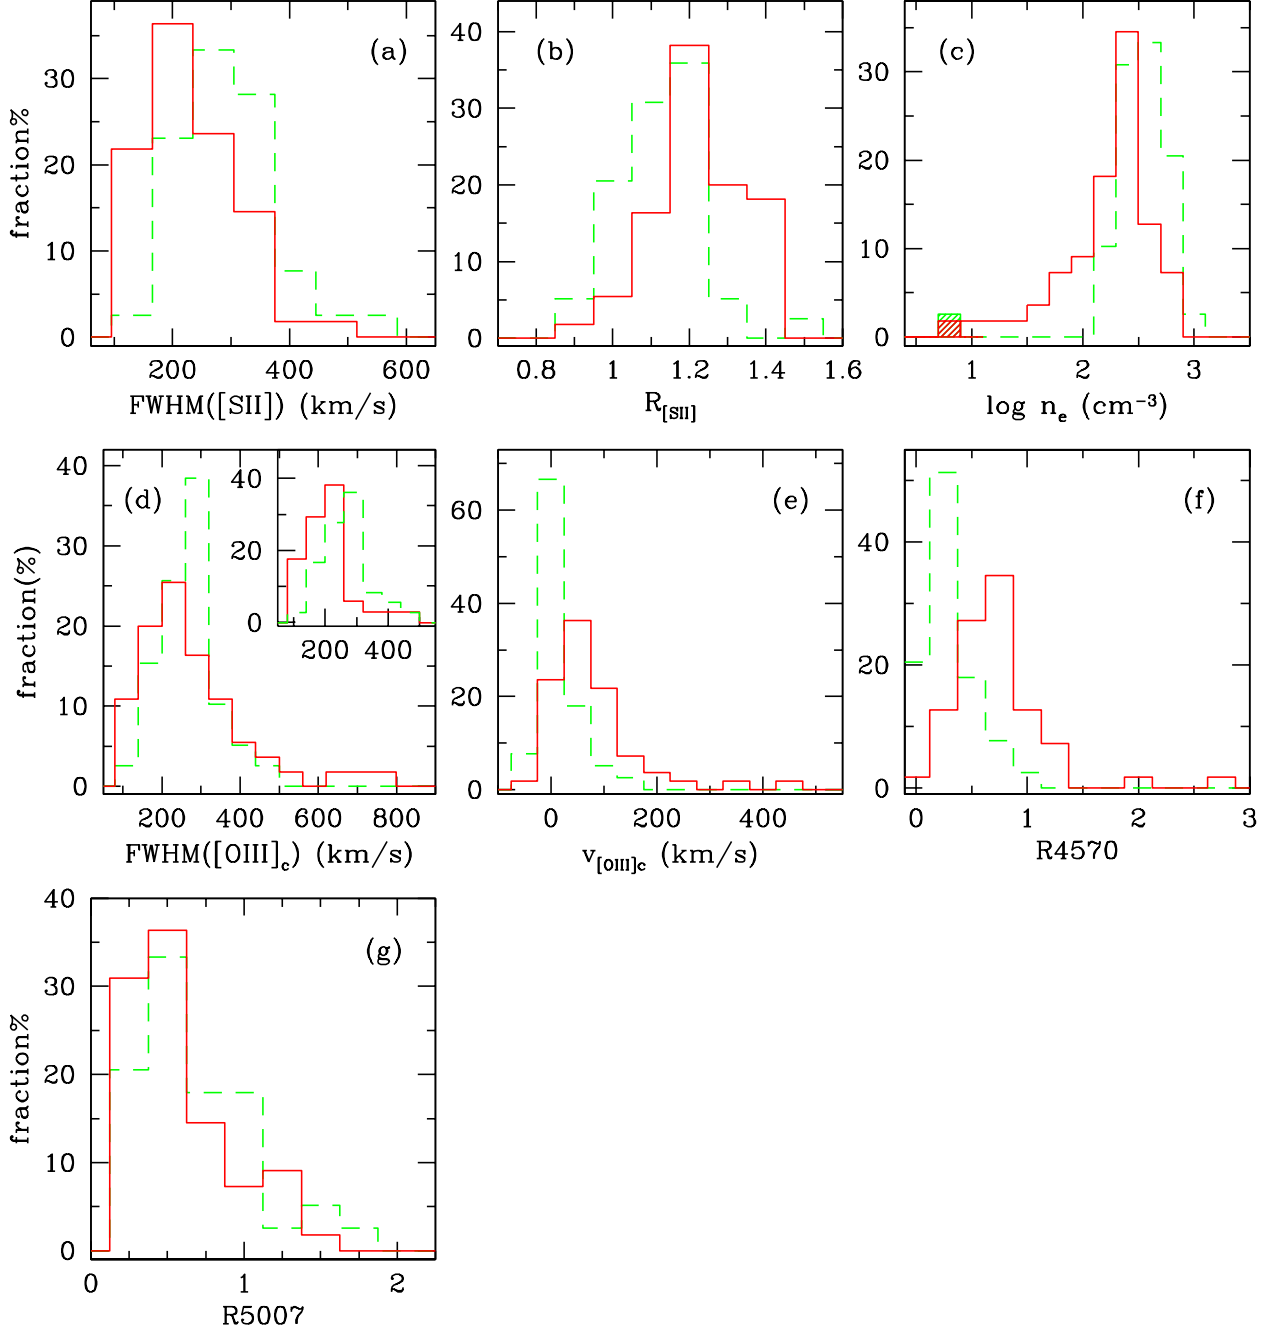 (a)
30
20
10
0
200 400 600
fraction%
FWHM([SII]) (km/s)
(b)
40
30
20
10
0
0.8 1 1.2 1.4 1.6
R[SII]
(c)
30
20
10
0
1 2 3
log ne (cm−3)
(d)
40
30
20
10
0
200 400 600 800
fraction(%)
FWHM([OIII]c) (km/s)
40
20
0
200 400
(e)
60
40
20
0
0 200 400
v[OIII]c (km/s)
(f)
40
20
0
0 1 2 3
R4570
(g)
40
30
20
10
0
0 1 2
fraction%
R5007